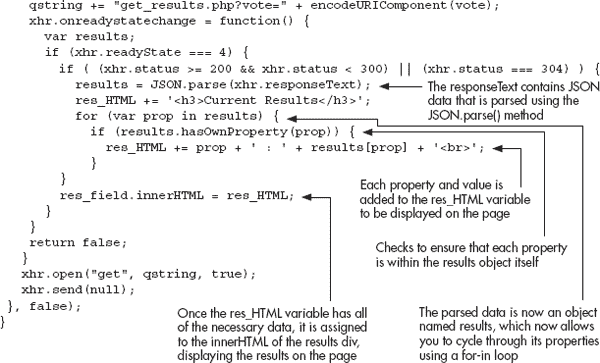 qstring += "get_results.php?vote=" + encodeURIComponent(vote);
xhr.onreadystatechange = function() {
var results;
if (xhr.readyState === 4) {
if ( (xhr.status >= 200 && xhr.status < 300) || (xhr.status === 304) ) {
results = JSON.parse(xhr.responseText);
res_HTML += '<h3>Current Results</h3>';
for (var prop in results) {
if (results.hasOwnProperty(prop)) {
res_HTML += prop + ' : ' + results[prop] + '<br>';
}
}
res_field.innerHTML = res_HTML;
}
}
return false;
}
xhr.open("get", qstring, true);
xhr.send(null);
}, false);
}
The responseText contains JSON
data that is parsed using the
JSON.parse() method
Each property and value is
added to the res_HTML variable
to be displayed on the page
Checks to ensure that each property
is within the results object itself
Once the res_HTML variable has all
of the necessary data, it is assigned
to the innerHTML of the results div,
displaying the results on the page
The parsed data is now an object
named results, which now allows
you to cycle through its properties
using a for-in loop